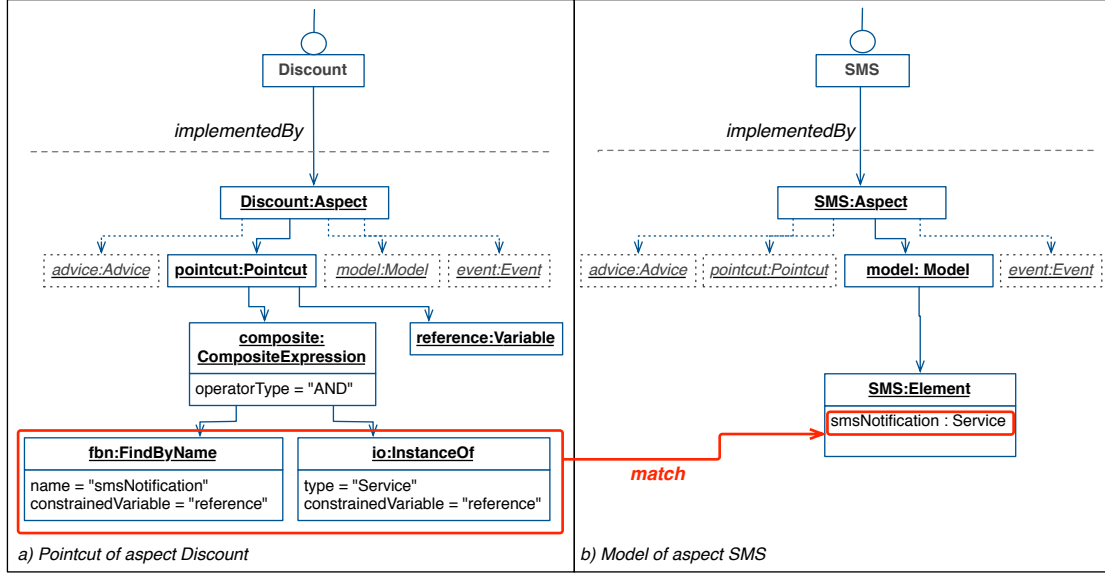 Discount
implementedBy
Discount:Aspect
advice:Advice
pointcut:Pointcut
model:Model
event:Event
composite:
CompositeExpression
operatorType = "AND"
reference:Variable
fbn:FindByName
name = "smsNotification"
constrainedVariable = "reference"
io:InstanceOf
type = "Service"
constrainedVariable = "reference"
match
a) Pointcut of aspect Discount
SMS
implementedBy
SMS:Aspect
advice:Advice
pointcut:Pointcut
model: Model
event:Event
SMS:Element
smsNotification : Service
b) Model of aspect SMS